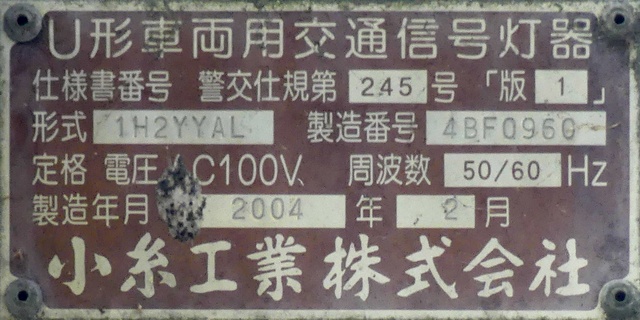 U形車両用交通信号灯器
仕様書番号 警交仕規第 245 号 「版 1 」
形式 1H2YYAL 製造番号 4BF0960
定格 電圧 AC100V、 周波数 50/60 Hz
製造年月 2004 年 2 月
小糸工業株式会社